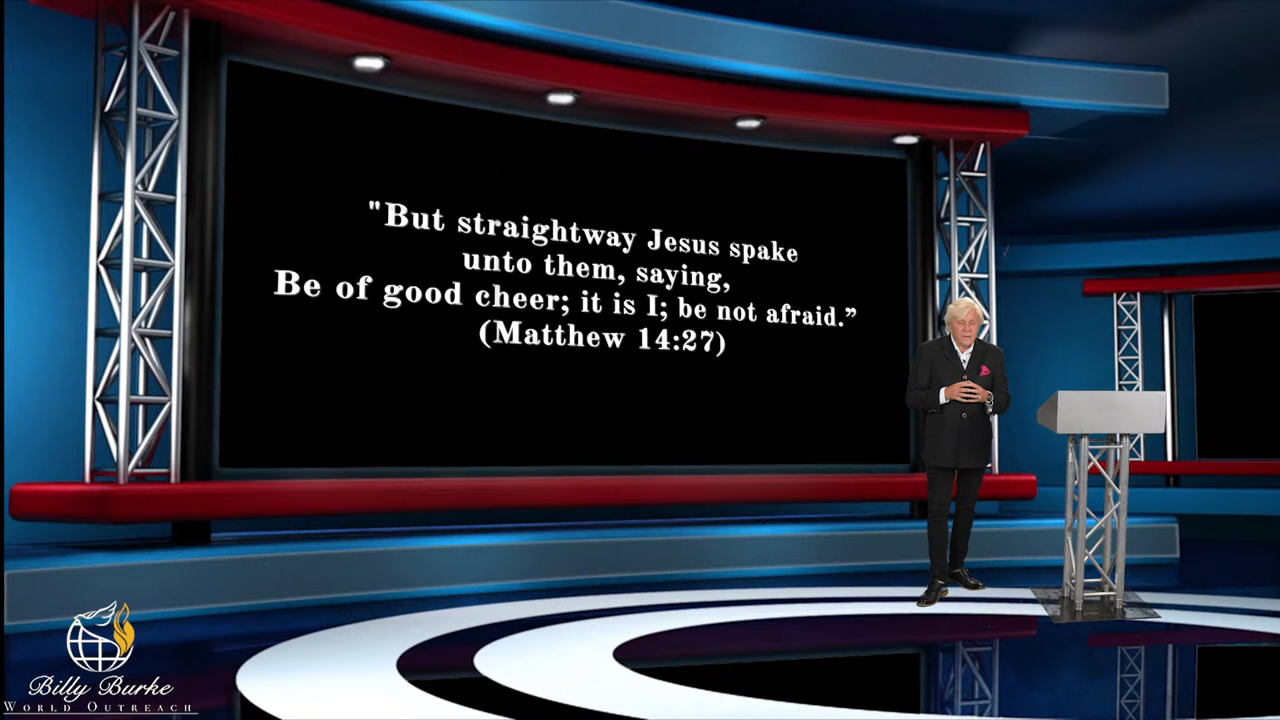 "But straightway Jesus spake
unto them, saying,
Be of good cheer; it is I; be not afraid.”
(Matthew 14:27)
Billy Burke
WORLD OUTREACH